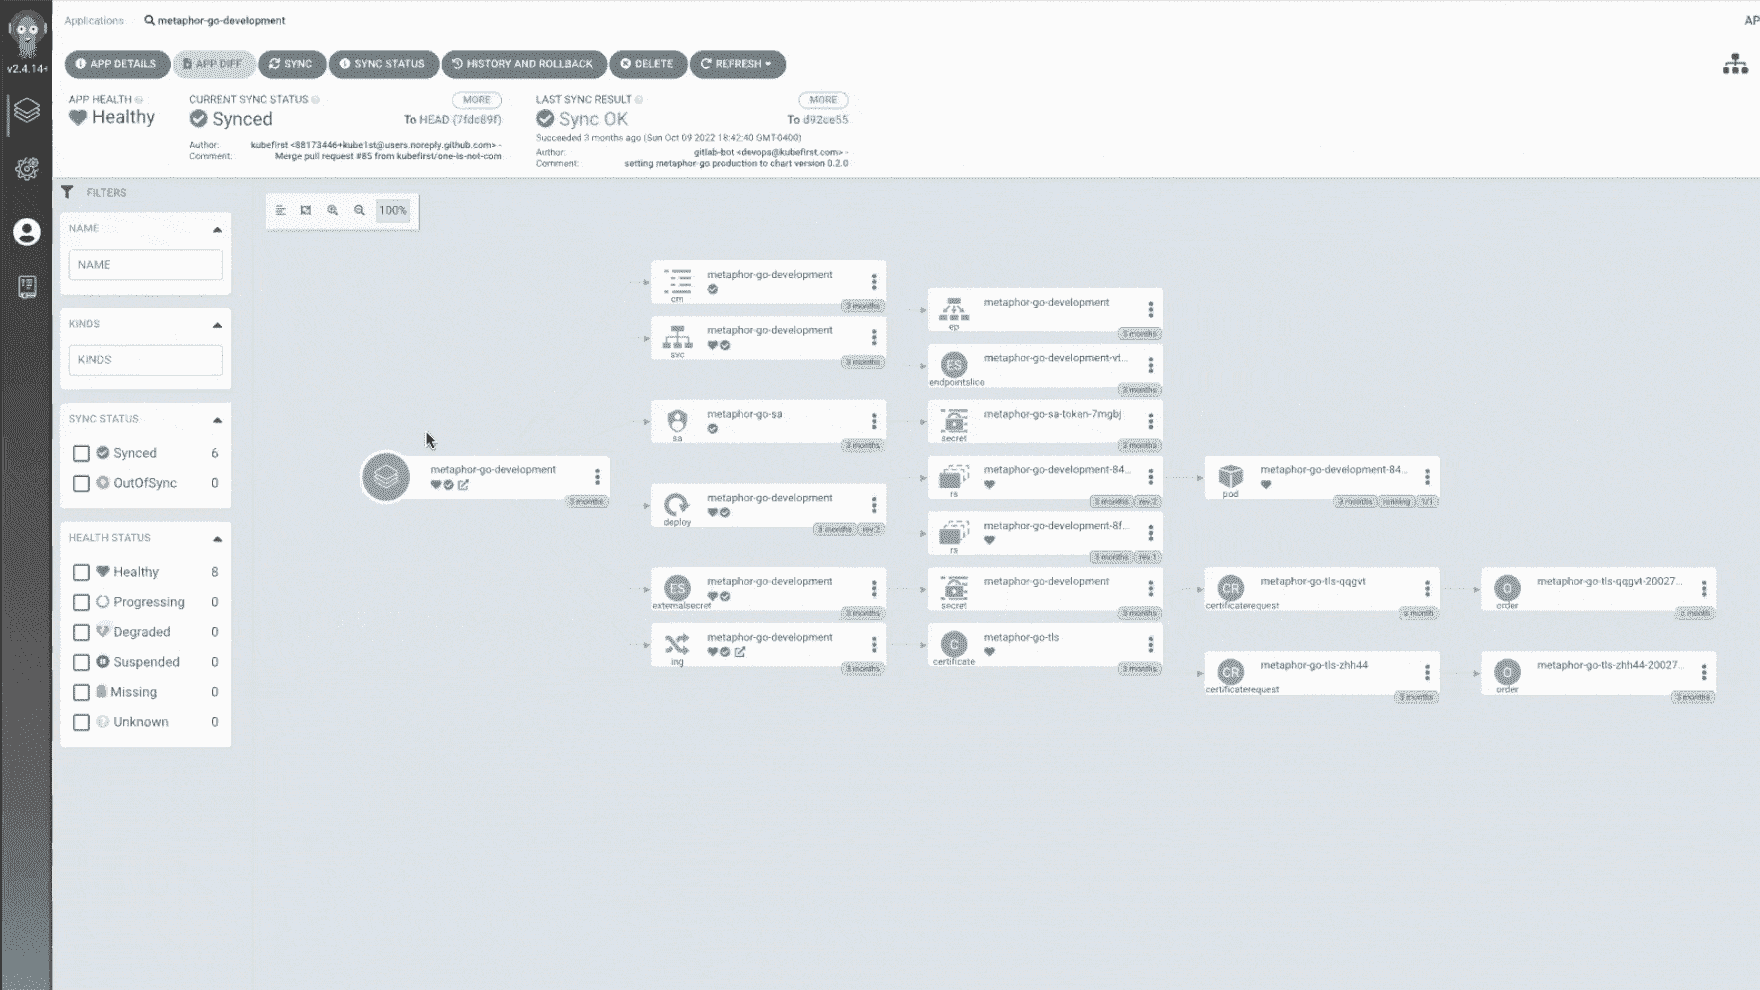 Applications metaphor-go-development
AP
v2.4.14+
APP DETAILS APP DIFF SYNC SYNC STATUS HISTORY AND ROLLBACK DELETE REFRESH
APP HEALTH
Healthy
CURRENT SYNC STATUS MORE
Synced To HEAD (7fdc89f)
Author: kubefirst <88173446+kube1st@users.noreply.github.com> -
Comment: Merge pull request #85 from kubefirst/one-is-not-com
LAST SYNC RESULT MORE
Sync OK To d92ce55
Succeeded 3 months ago (Sun Oct 09 2022 18:42:40 GMT-0400)
Author: gitlab-bot <devops@kubefirst.com> -
Comment: setting metaphor-go production to chart version 0.2.0
FILTERS
NAME
NAME
KINDS
KINDS
SYNC STATUS
Synced 6
OutOfSync 0
HEALTH STATUS
Healthy 8
Progressing 0
Degraded 0
Suspended 0
Missing 0
Unknown 0
100%
metaphor-go-development
3 months
metaphor-go-development
cm
3 months
metaphor-go-development
svc
3 months
metaphor-go-sa
sa
3 months
metaphor-go-development
deploy
3 months rev:2
metaphor-go-development
externalsecret
3 months
metaphor-go-development
ing
3 months
metaphor-go-development
ep
3 months
metaphor-go-development-vt...
endpointslice
3 months
metaphor-go-sa-token-7mgbj
secret
3 months
metaphor-go-development-84...
rs
3 months rev:2
metaphor-go-development-8f...
rs
3 months rev:1
metaphor-go-development
secret
3 months
metaphor-go-tls
certificate
3 months
metaphor-go-development-84...
pod
running 1/1
metaphor-go-tls-qqgvt
certificaterequest
metaphor-go-tls-zhh44
certificaterequest
3 months
metaphor-go-tls-qqgvt-20027...
order
metaphor-go-tls-zhh44-20027...
order
3 months